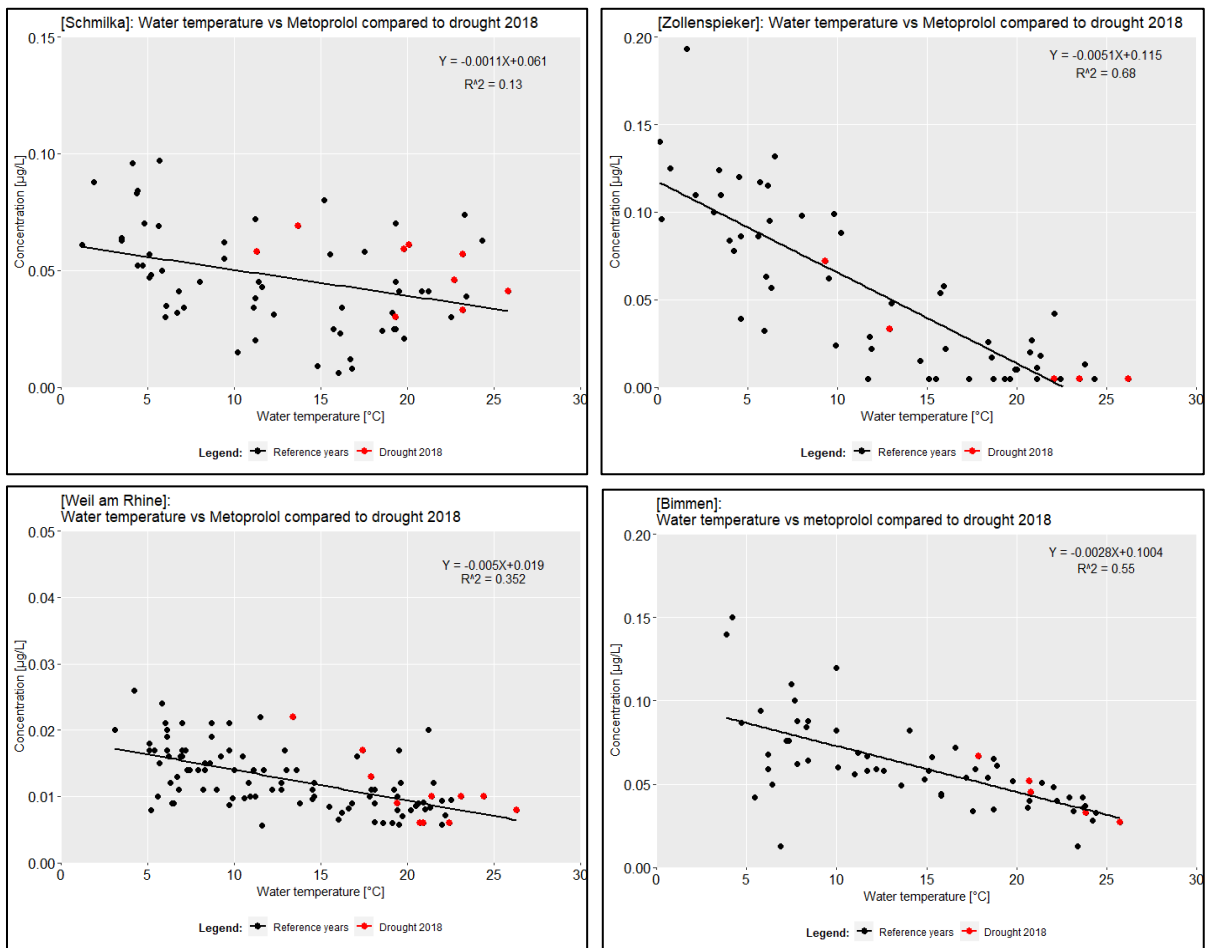 [Schmilka]: Water temperature vs Metoprolol compared to drought 2018
0.15
Y = -0.0011X+0.061
R^2 = 0.13
0.10
Concentration [µg/L]
0.05
0.00
0 5 10 15 20 25 30
Water temperature [°C]
Legend: Reference years Drought 2018
[Zollenspieker]: Water temperature vs Metoprolol compared to drought 2018
0.20
Y = -0.0051X+0.115
R^2 = 0.68
0.15
Concentration [µg/L]
0.10
0.05
0.00
0 5 10 15 20 25 30
Water temperature [°C]
Legend: Reference years Drought 2018
[Weil am Rhine]:
Water temperature vs Metoprolol compared to drought 2018
0.05
Y = -0.005X+0.019
R^2 = 0.352
0.04
0.03
Concentration [µg/L]
0.02
0.01
0.00
0 5 10 15 20 25 30
Water temperature [°C]
Legend: Reference years Drought 2018
[Bimmen]:
Water temperature vs metoprolol compared to drought 2018
0.20
Y = -0.0028X+0.1004
R^2 = 0.55
0.15
Concentration [µg/L]
0.10
0.05
0.00
0 5 10 15 20 25 30
Water temperature [°C]
Legend: Reference years Drought 2018